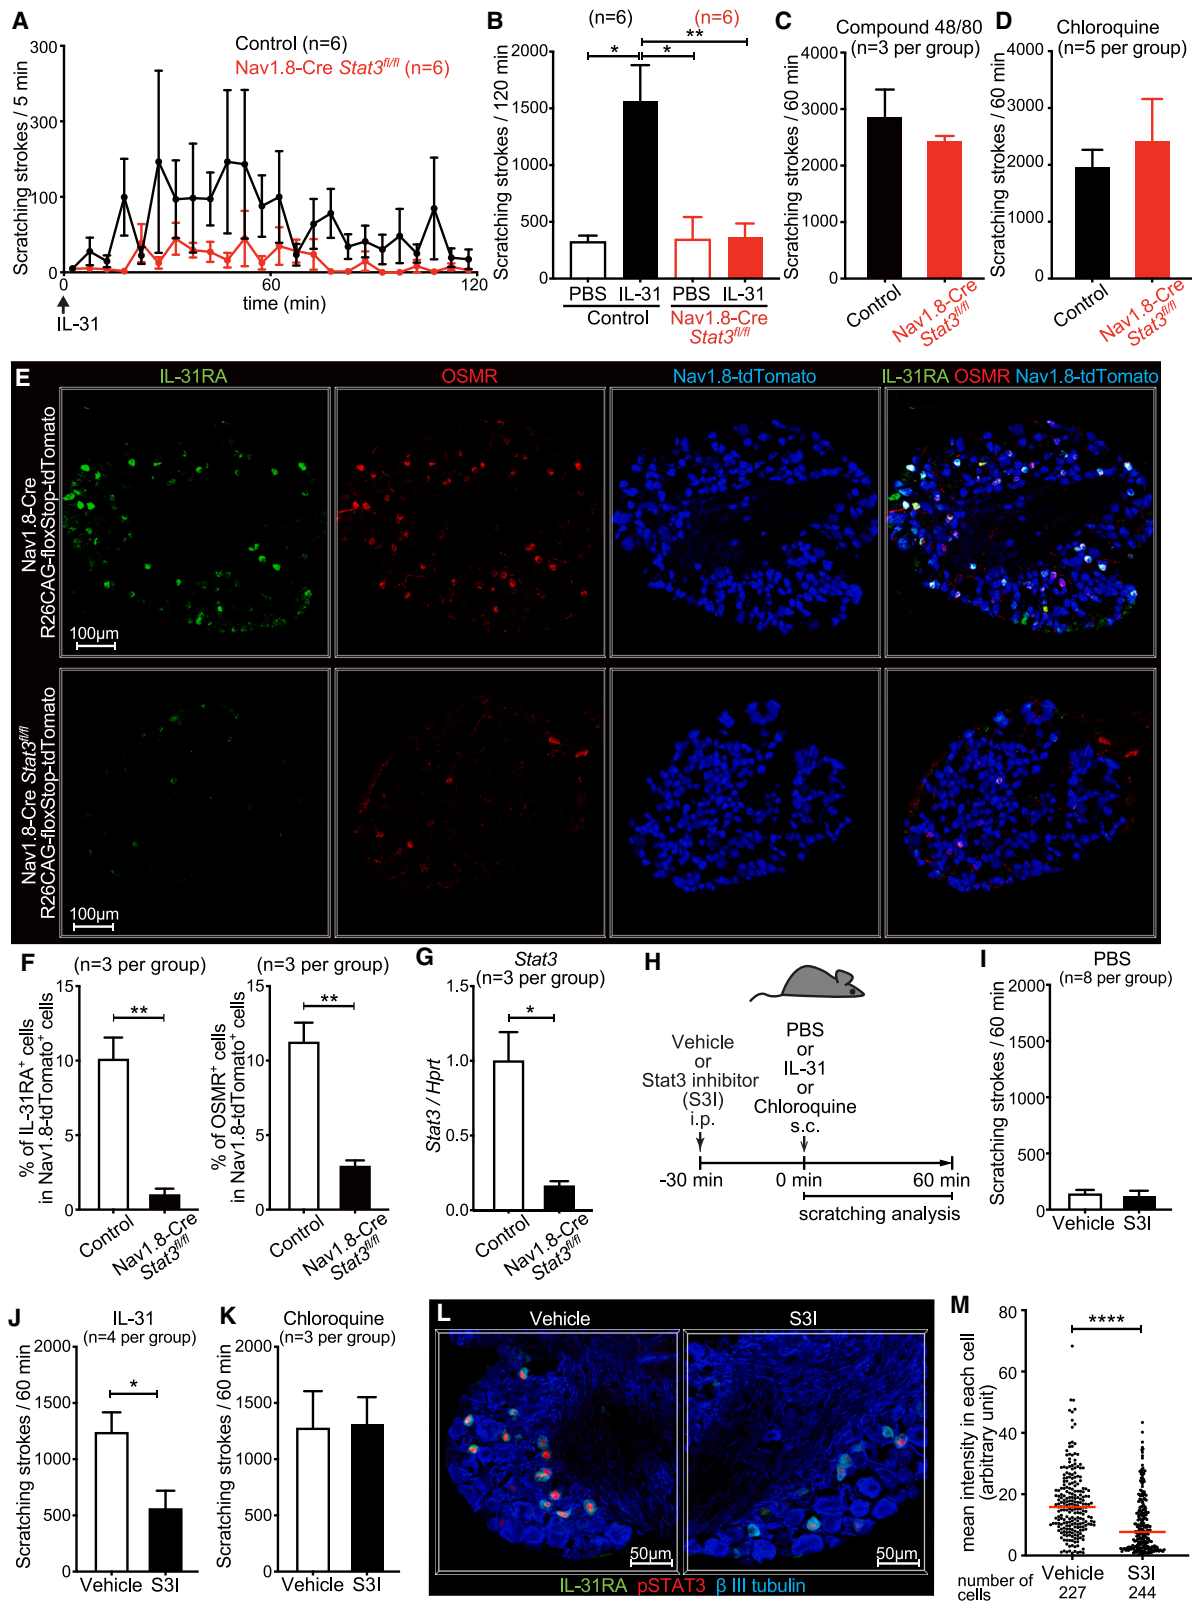 A
Control (n=6)
Nav1.8-Cre Stat3fl/fl (n=6)
Scratching strokes / 5 min
300
300
100
0
0
60
120
time (min)
IL-31
B
(n=6)
(n=6)
*
*
**
Scratching strokes / 120 min
2000
1500
1000
500
0
PBS
IL-31
PBS
IL-31
Control
Nav1.8-Cre
Stat3fl/fl
C
Compound 48/80
(n=3 per group)
Scratching strokes / 60 min
4000
3000
2000
1000
0
Control
Nav1.8-Cre
Stat3fl/fl
D
Chloroquine
(n=5 per group)
Scratching strokes / 60 min
4000
3000
2000
1000
0
Control
Nav1.8-Cre
Stat3fl/fl
E
IL-31RA
OSMR
Nav1.8-tdTomato
IL-31RA OSMR Nav1.8-tdTomato
Nav1.8-Cre
R26CAG-floxStop-tdTomato
100μm
Nav1.8-Cre Stat3fl/fl
R26CAG-floxStop-tdTomato
100μm
F
(n=3 per group)
**
% of IL-31RA+ cells
in Nav1.8-tdTomato+ cells
15
10
5
0
Control
Nav1.8-Cre
Stat3fl/fl
(n=3 per group)
**
% of OSMR+ cells
in Nav1.8-tdTomato+ cells
15
10
5
0
Control
Nav1.8-Cre
Stat3fl/fl
G
Stat3
(n=3 per group)
*
Stat3 / Hprt
1.5
1.0
0.5
0.0
Control
Nav1.8-Cre
Stat3fl/fl
H
Vehicle
or
Stat3 inhibitor
(S3I)
i.p.
PBS
or
IL-31
or
Chloroquine
s.c.
-30 min
0 min
60 min
scratching analysis
I
PBS
(n=8 per group)
Scratching strokes / 60 min
2000
1500
1000
500
0
Vehicle
S3I
J
IL-31
(n=4 per group)
*
Scratching strokes / 60 min
2000
1500
1000
500
0
Vehicle
S3I
K
Chloroquine
(n=3 per group)
Scratching strokes / 60 min
2000
1500
1000
500
0
Vehicle
S3I
L
Vehicle
S3I
50μm
50μm
IL-31RA pSTAT3 β III tubulin
M
****
mean intensity in each cell
(arbitrary unit)
80
60
40
20
0
Vehicle
S3I
number of
cells
227
244